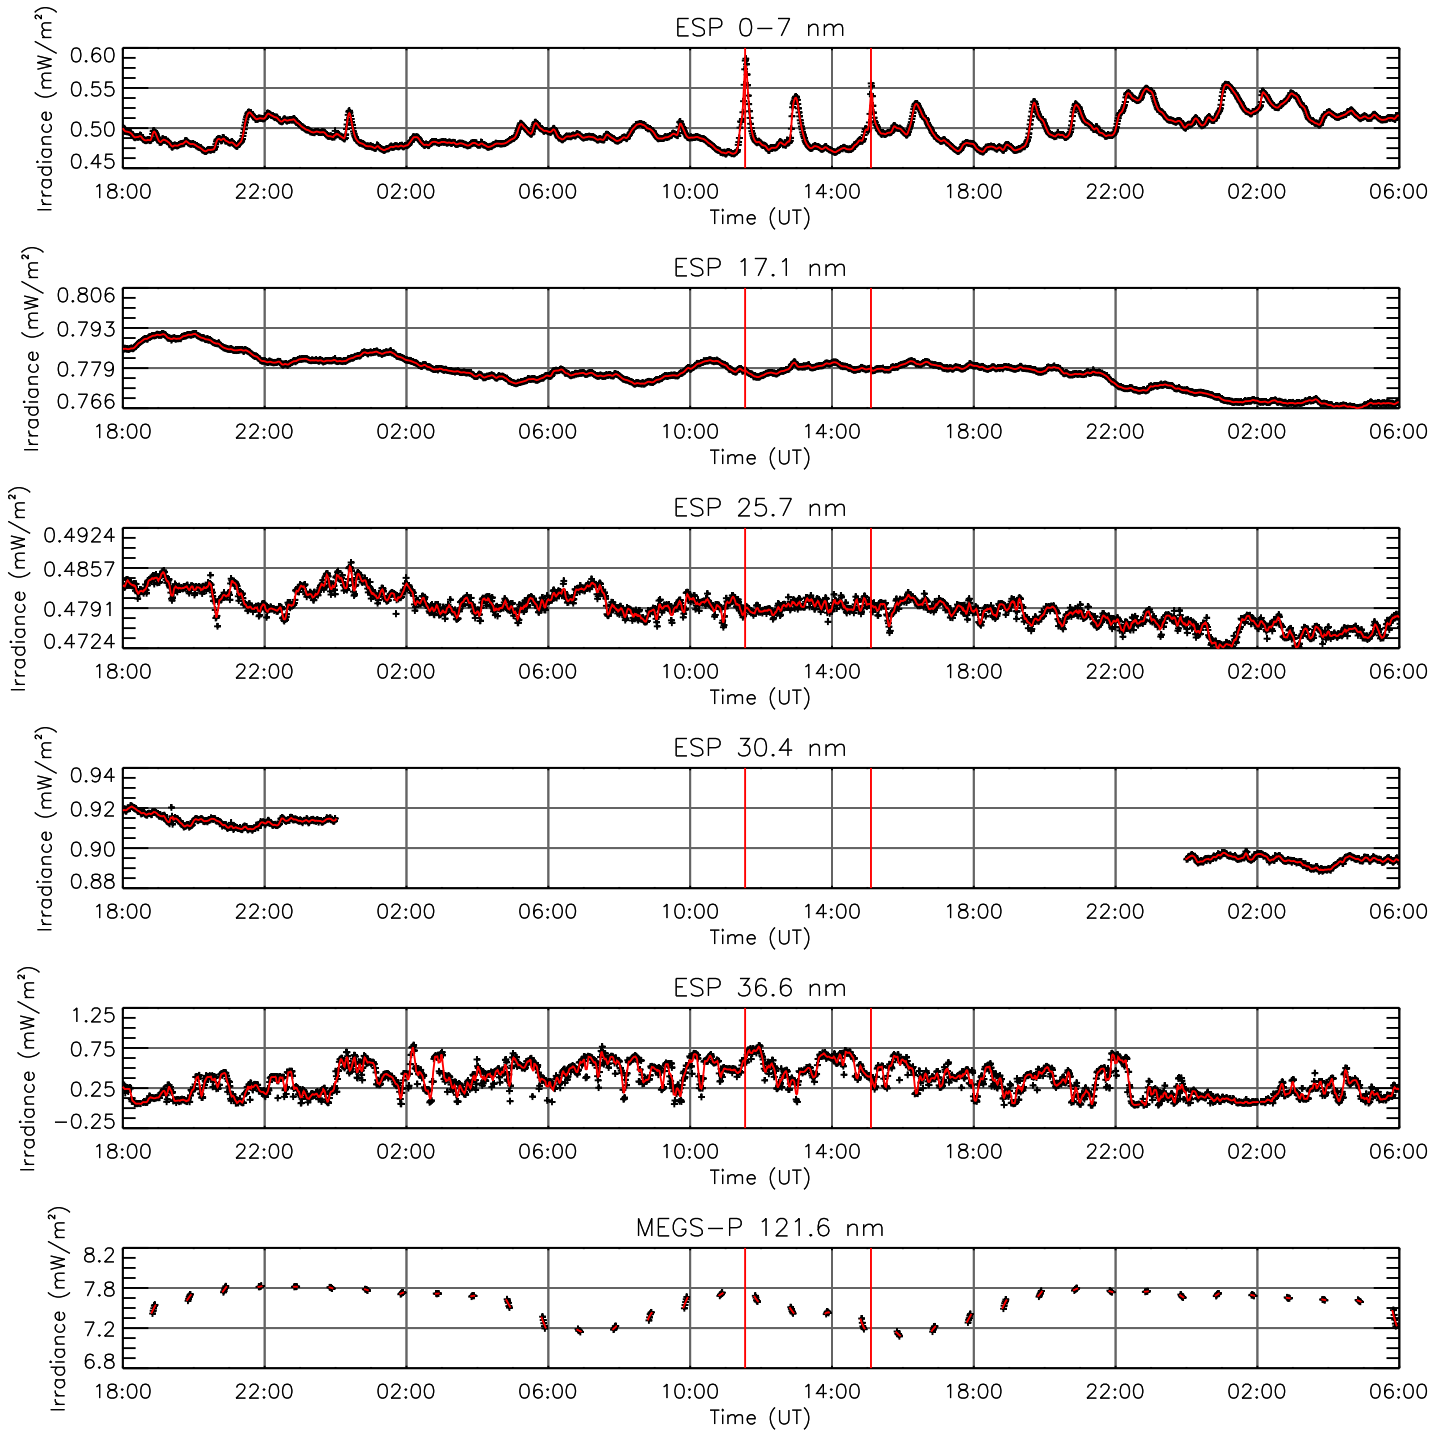 ESP 0−7 nm
Irradiance (mW/m²)
0.60
0.55
0.50
0.45
18:00 22:00 02:00 06:00 10:00 14:00 18:00 22:00 02:00 06:00
Time (UT)
ESP 17.1 nm
Irradiance (mW/m²)
0.806
0.793
0.779
0.766
18:00 22:00 02:00 06:00 10:00 14:00 18:00 22:00 02:00 06:00
Time (UT)
ESP 25.7 nm
Irradiance (mW/m²)
0.4924
0.4857
0.4791
0.4724
18:00 22:00 02:00 06:00 10:00 14:00 18:00 22:00 02:00 06:00
Time (UT)
ESP 30.4 nm
Irradiance (mW/m²)
0.94
0.92
0.90
0.88
18:00 22:00 02:00 06:00 10:00 14:00 18:00 22:00 02:00 06:00
Time (UT)
ESP 36.6 nm
Irradiance (mW/m²)
1.25
0.75
0.25
−0.25
18:00 22:00 02:00 06:00 10:00 14:00 18:00 22:00 02:00 06:00
Time (UT)
MEGS−P 121.6 nm
Irradiance (mW/m²)
8.2
7.8
7.2
6.8
18:00 22:00 02:00 06:00 10:00 14:00 18:00 22:00 02:00 06:00
Time (UT)